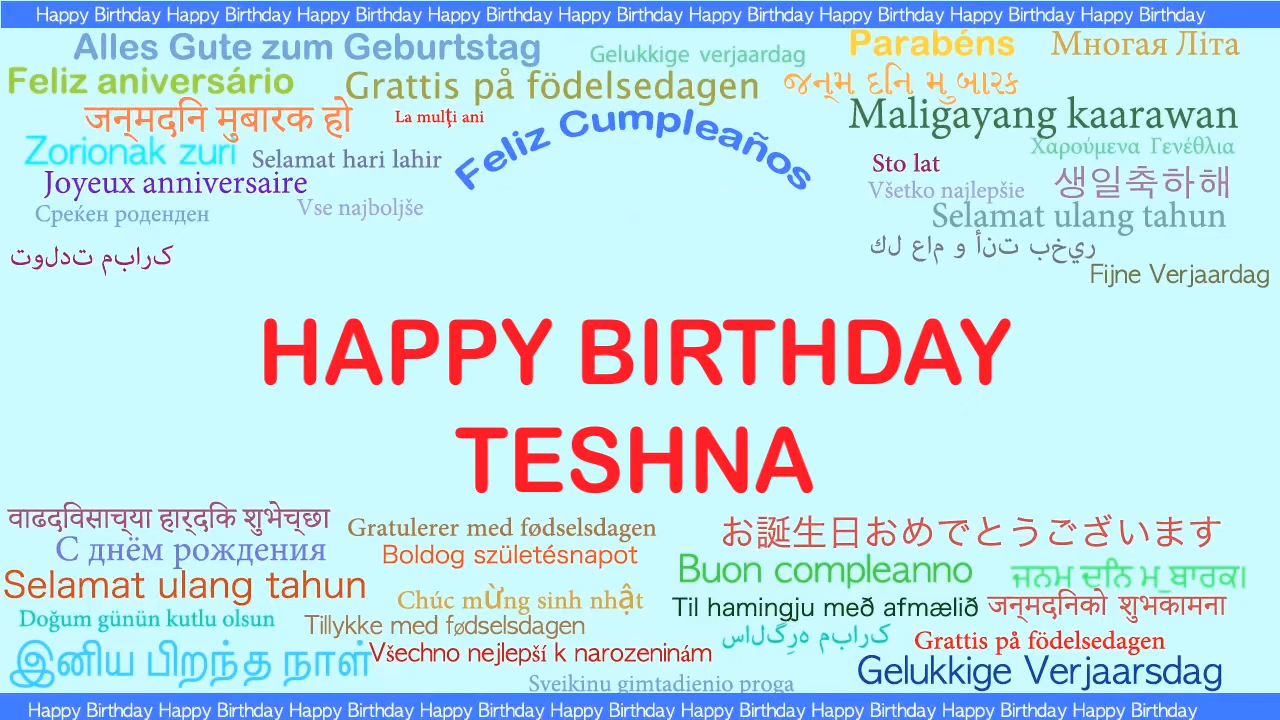 Happy Birthday Happy Birthday Happy Birthday Happy Birthday Happy Birthday Happy Birthday Happy Birthday Happy Birthday Happy Birthday
Alles Gute zum Geburtstag
Gelukkige verjaardag
Parabéns
Многая Літа
Feliz aniversário
Grattis på födelsedagen
જન્મ દિન મુ બારક
जन्मदिन मुबारक हो
La mulţi ani
Feliz Cumpleaños
Maligayang kaarawan
Zorionak zuri
Selamat hari lahir
Χαρούμενα Γενέθλια
Sto lat
Joyeux anniversaire
Všetko najlepšie
생일축하해
Среќен роденден
Vse najboljše
Selamat ulang tahun
كل عام و أنت بخير
تولدت مبارک
Fijne Verjaardag
HAPPY BIRTHDAY
TESHNA
वाढदिवसाच्या हार्दिक शुभेच्छा
Gratulerer med fødselsdagen
お誕生日おめでとうございます
С днём рождения
Boldog születésnapot
Buon compleanno
ਜਨਮ ਦਿਨ ਮੁਬਾਰਕ।
Selamat ulang tahun
Chúc mừng sinh nhật
Til hamingju með afmælið
जन्मदिनको शुभकामना
Doğum günün kutlu olsun
Tillykke med fødselsdagen
سالگرہ مبارک
Grattis på födelsedagen
இனிய பிறந்த நாள்
Všechno nejlepší k narozeninám
Gelukkige Verjaarsdag
Sveikinu gimtadienio proga
Happy Birthday Happy Birthday Happy Birthday Happy Birthday Happy Birthday Happy Birthday Happy Birthday Happy Birthday Happy Birthday